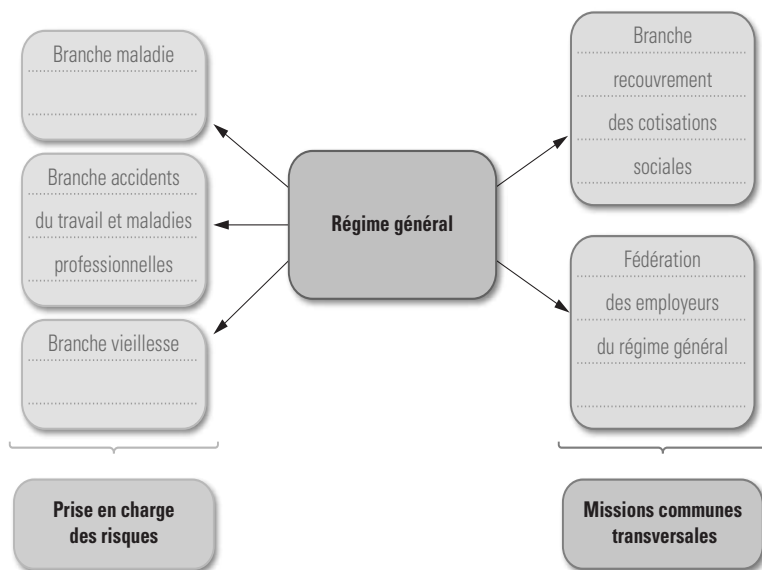 Branche maladie
Branche accidents
du travail et maladies
professionnelles
Branche vieillesse
Prise en charge
des risques
Régime général
Branche
recouvrement
des cotisations
sociales
Fédération
des employeurs
du régime général
Missions communes
transversales